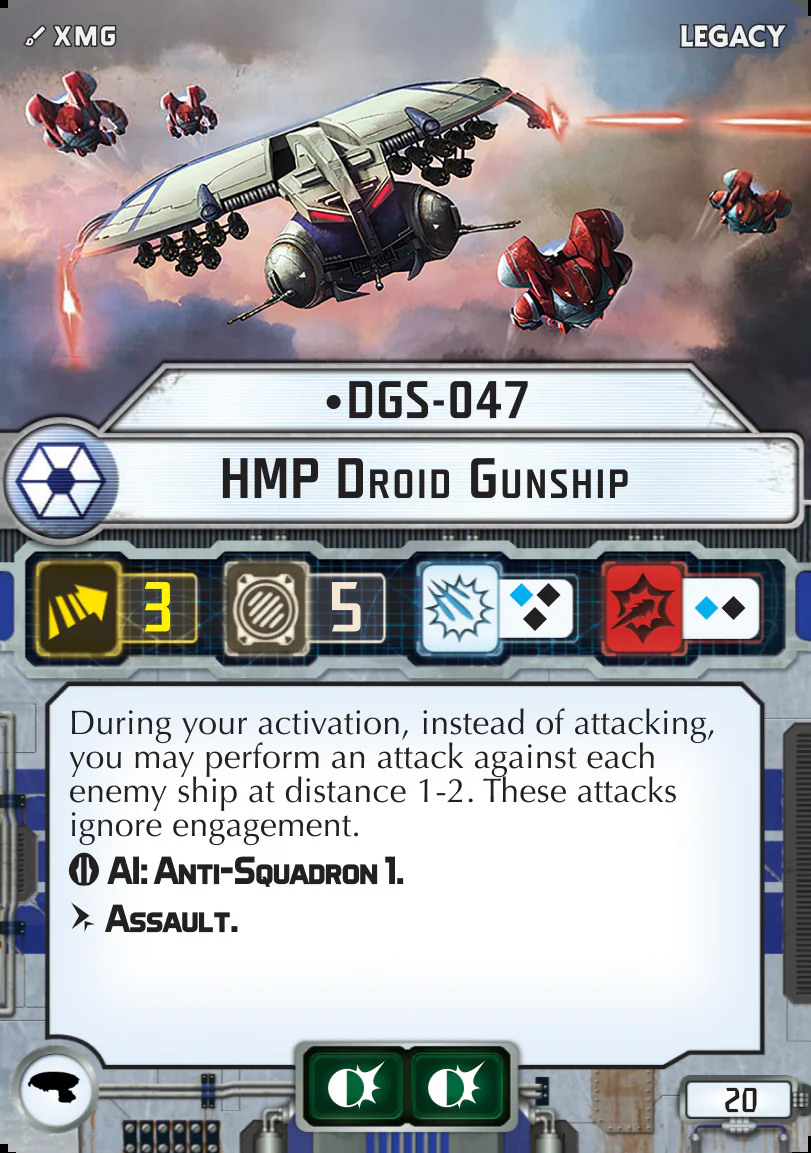 XMG
LEGACY
•DGS-047
HMP DROID GUNSHIP
3
5
During your activation, instead of attacking,
you may perform an attack against each
enemy ship at distance 1-2. These attacks
ignore engagement.
AI: ANTI-SQUADRON 1.
ASSAULT.
20